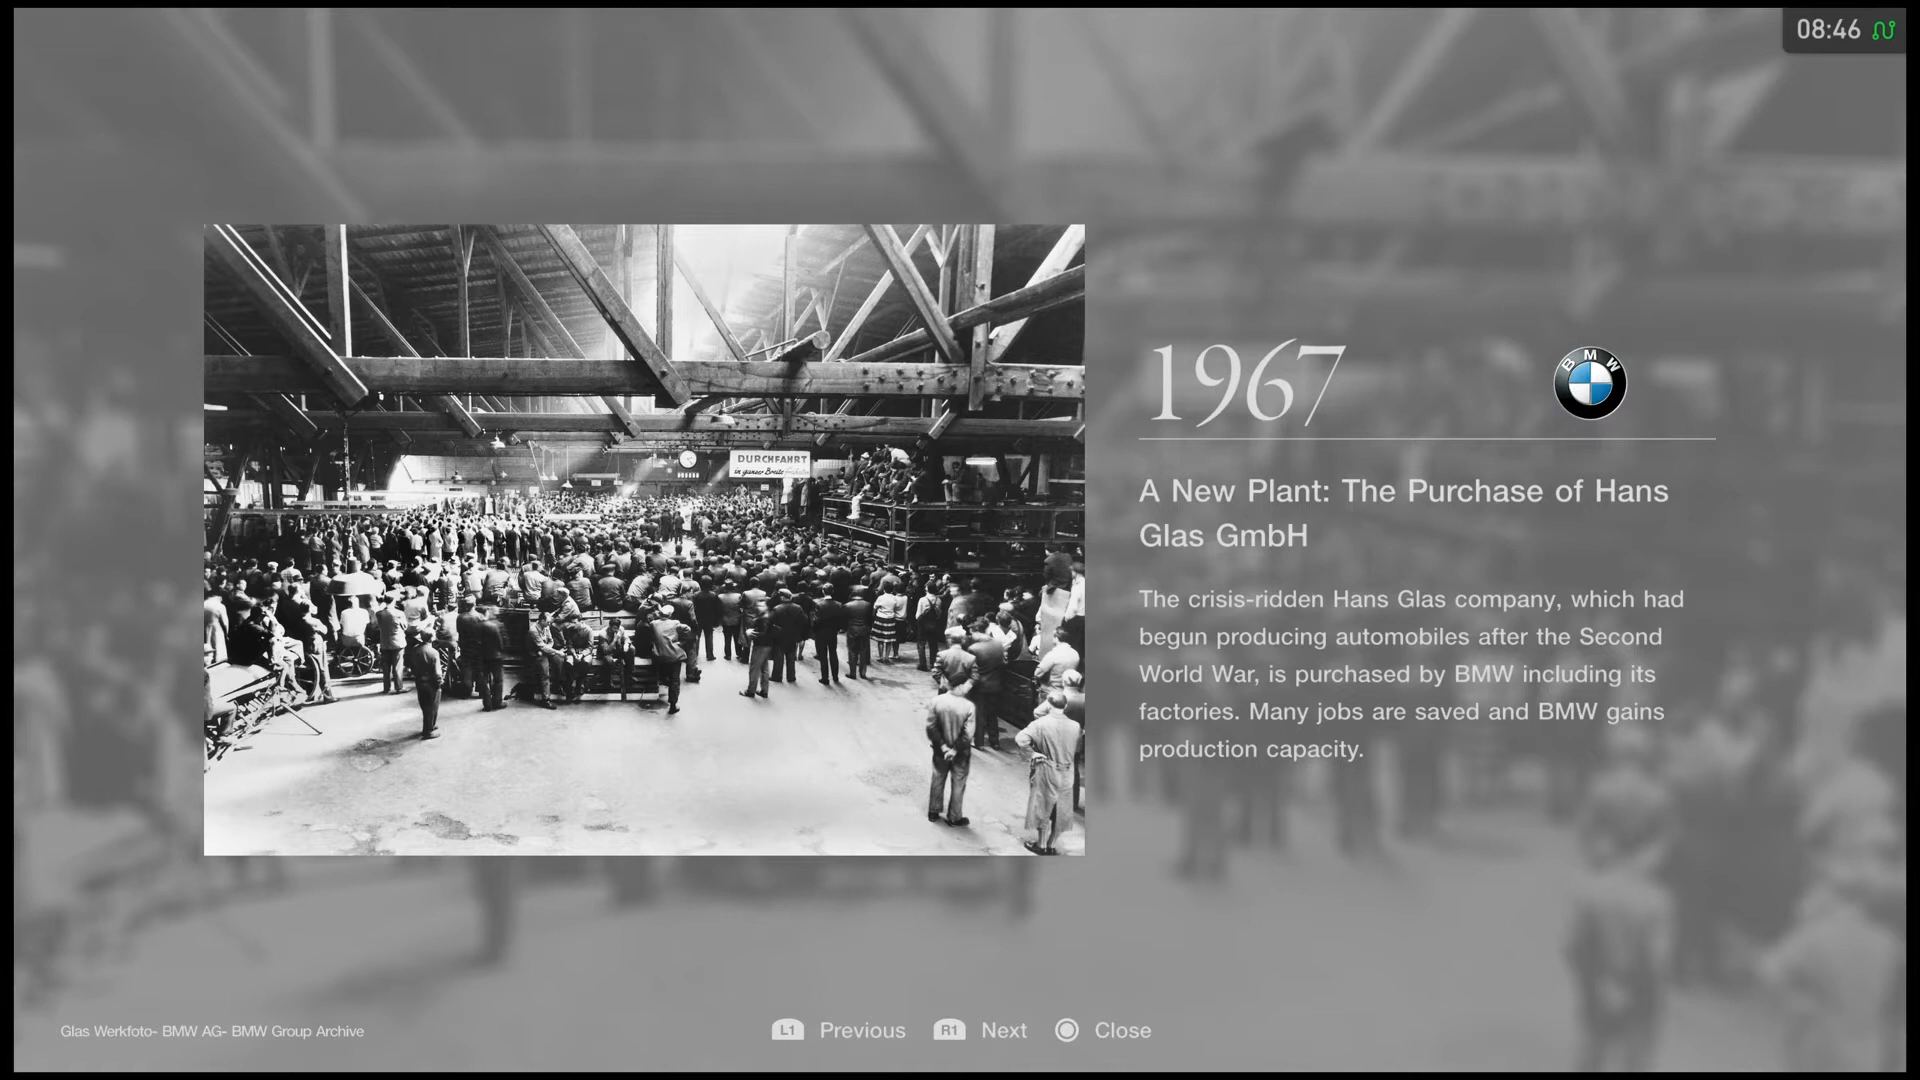 08:46
1967
BMW
DURCHFAHRT
in ganzer Breite
A New Plant: The Purchase of Hans
Glas GmbH
The crisis-ridden Hans Glas company, which had
begun producing automobiles after the Second
World War, is purchased by BMW including its
factories. Many jobs are saved and BMW gains
production capacity.
Glas Werkfoto- BMW AG- BMW Group Archive
L1 Previous R1 Next Close